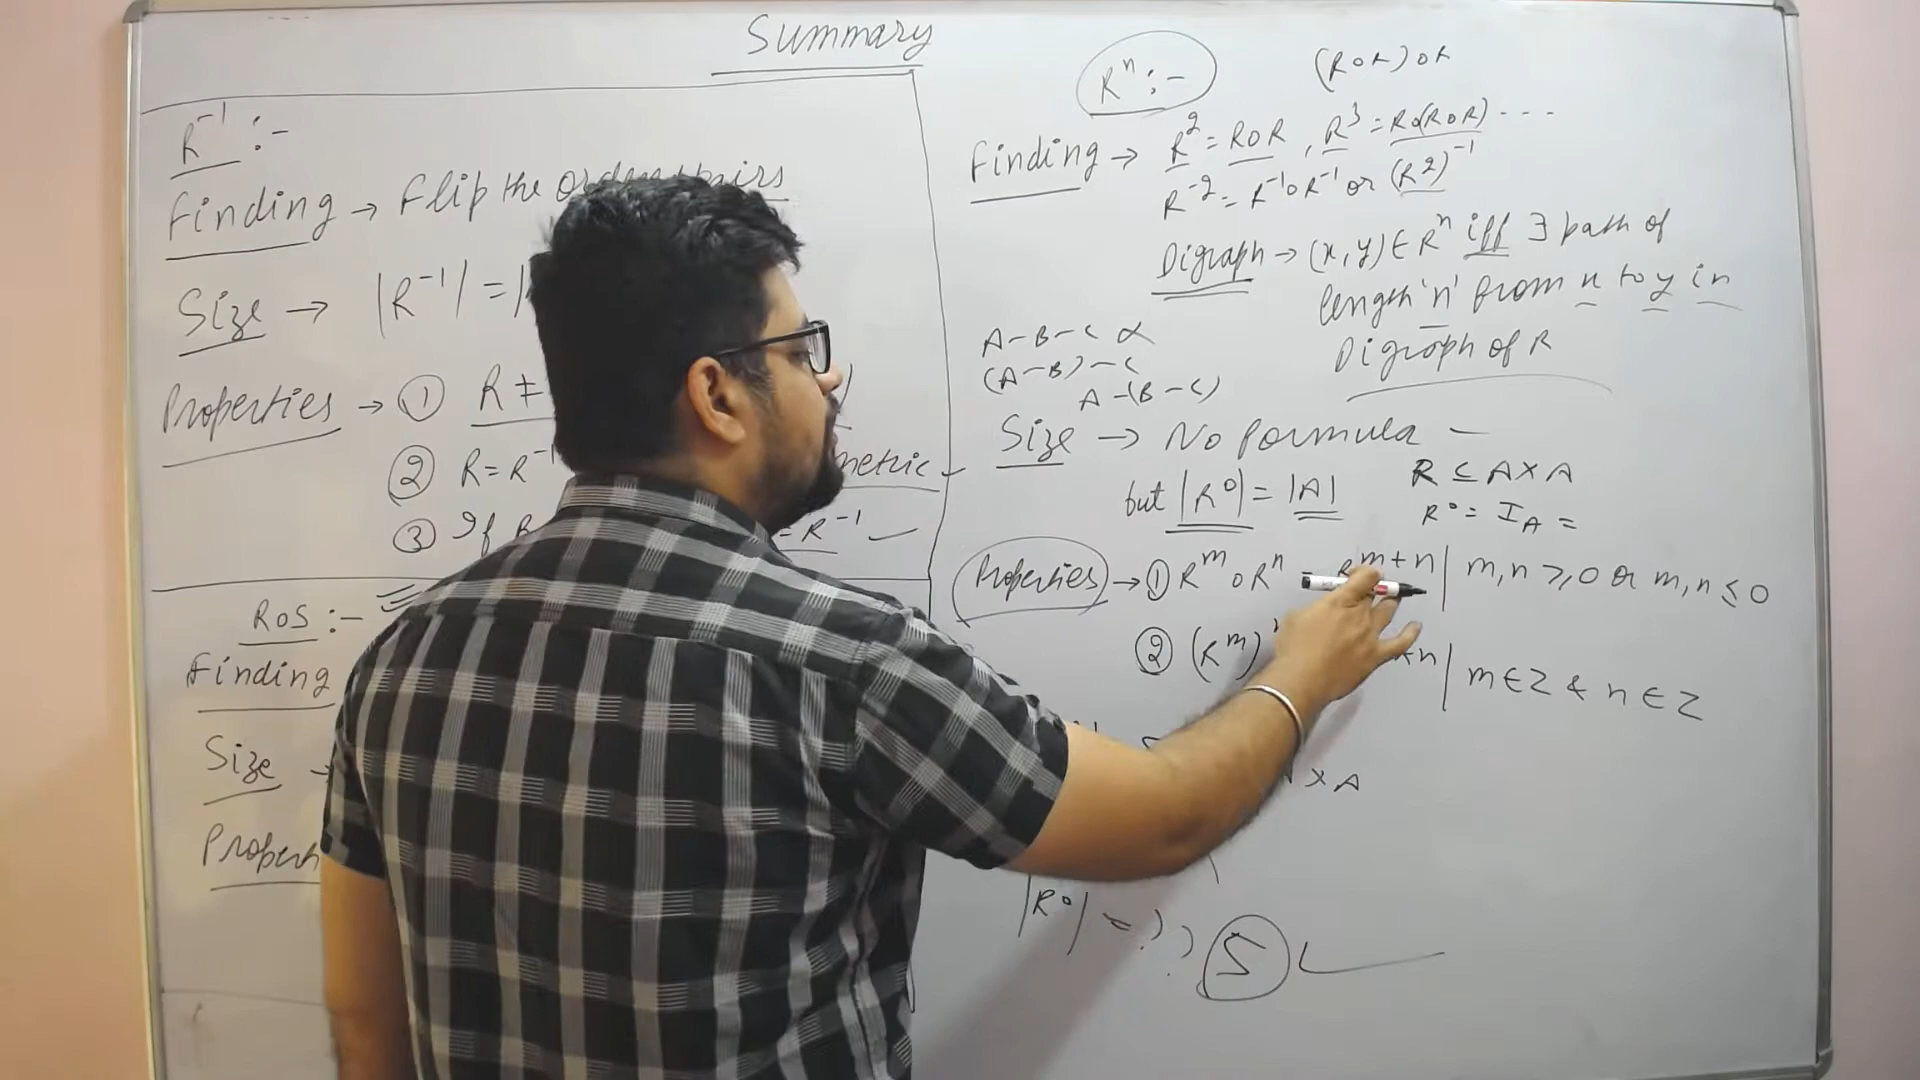 Summary
R⁻¹ :-
Finding → Flip the
Size → |R⁻¹| = |
Properties → ① R ≠
② R = R⁻¹ metric
③ If = R⁻¹
ROS :-
Finding
Size →
Propert
Rⁿ :-
(ROR)OR
Finding → R² = ROR, R³ = RO(ROR) ...
R⁻² = R⁻¹OR⁻¹ or (R²)⁻¹
Digraph → (x, y) ∈ Rⁿ iff ∃ path of
length 'n' from x to y in
Digraph of R
A-B-C
(A-B)-C
A-(B-C)
Size → No formula -
but |R⁰| = |A|
R ⊆ A×A
R⁰ = I_A =
Properties → ① Rᵐ O Rⁿ = Rᵐ⁺ⁿ | m,n ≥ 0 or m,n ≤ 0
② (Rᵐ) ×n | m ∈ Z & n ∈ Z
× A
|R⁰| = ?? 5